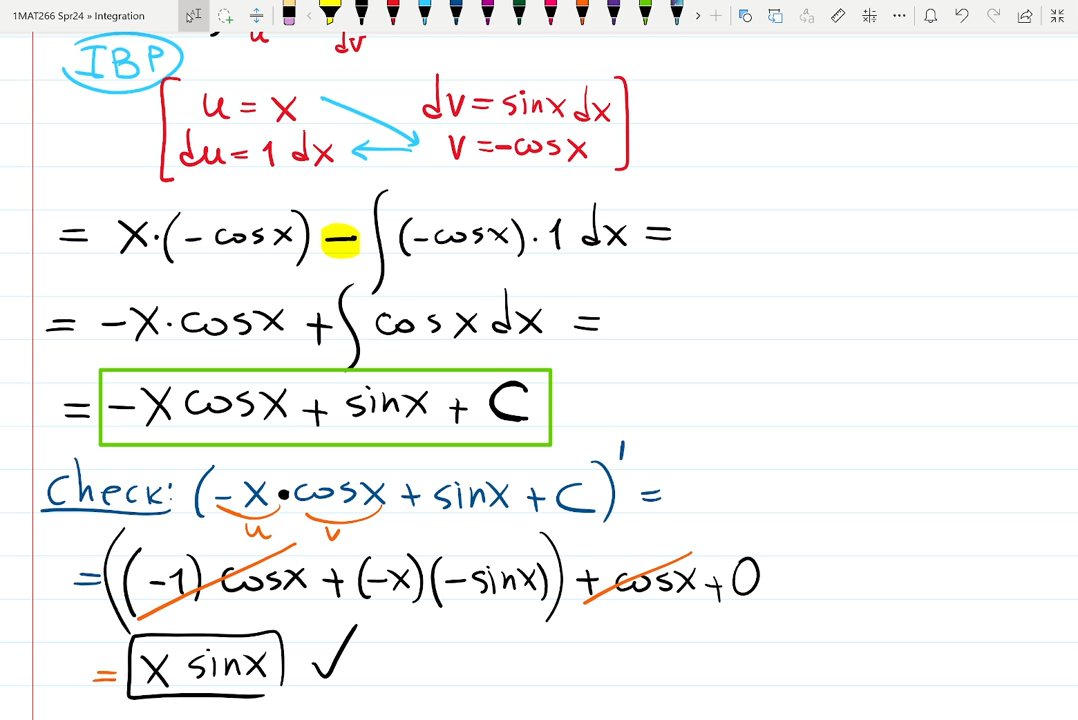 1MAT266 Spr24 » Integration
u
dv
IBP
u = x dv = sinx dx
du = 1 dx v = -cosx
= x·(-cosx) - ∫(-cosx)·1 dx =
= -x·cosx + ∫ cosx dx =
= -x cosx + sinx + C
Check: (-x•cosx + sinx + C)' =
u v
= ((-1) cosx + (-x)(-sinx)) + cosx + 0
= x sinx ✓